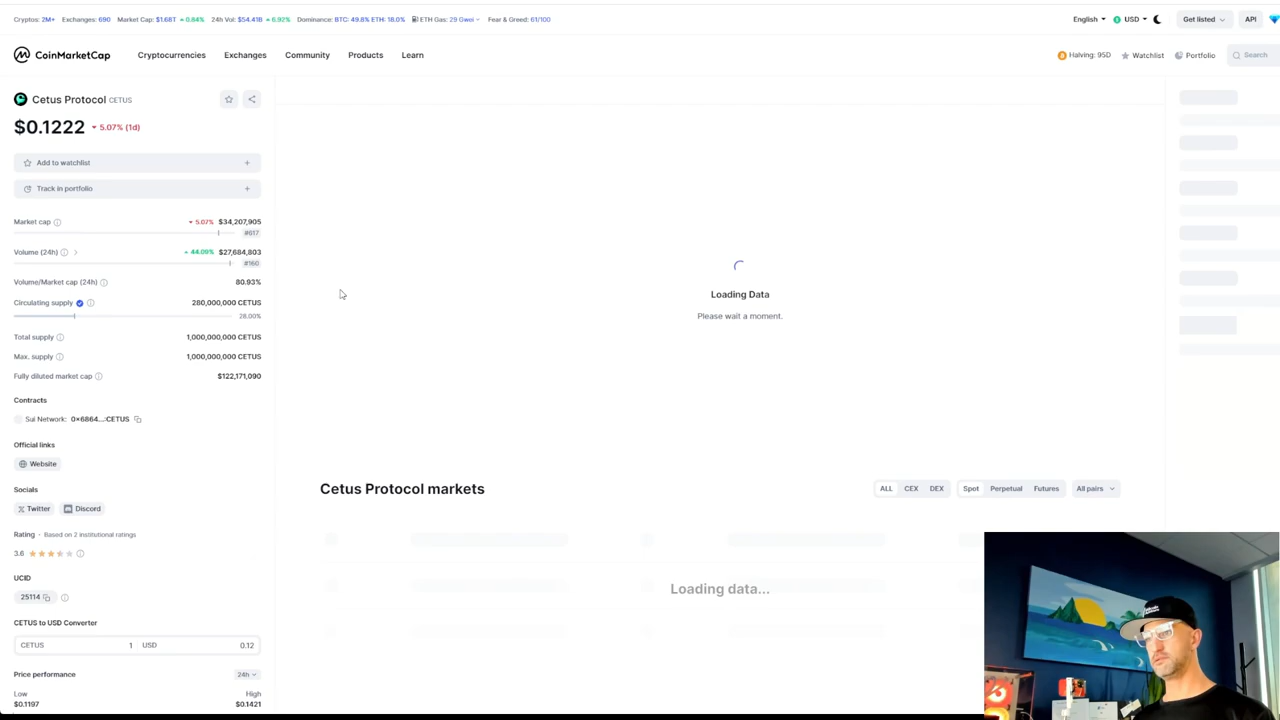 Cryptos: 2M+ Exchanges: 690 Market Cap: $1.68T 0.84% 24h Vol: $54.41B 6.92% Dominance: BTC: 49.8% ETH: 18.0% ETH Gas: 29 Gwei Fear & Greed: 61/100 English USD Get listed API
CoinMarketCap Cryptocurrencies Exchanges Community Products Learn Halving: 95D Watchlist Portfolio Search
Cetus Protocol CETUS
$0.1222 5.07% (1d)
Add to watchlist +
Track in portfolio +
Market cap 5.07% $34,207,905
#617
Volume (24h) 44.09% $27,684,803
#160
Volume/Market cap (24h) 80.93%
Circulating supply 280,000,000 CETUS
28.00%
Total supply 1,000,000,000 CETUS
Max. supply 1,000,000,000 CETUS
Fully diluted market cap $122,171,090
Contracts
Sui Network: 0x6864...:CETUS
Official links
Website
Socials
Twitter Discord
Rating · Based on 2 institutional ratings
3.6
UCID
25114
CETUS to USD Converter
CETUS 1 USD 0.12
Price performance 24h
Low High
$0.1197 $0.1421
Loading Data
Please wait a moment.
Cetus Protocol markets ALL CEX DEX Spot Perpetual Futures All pairs
Loading data...